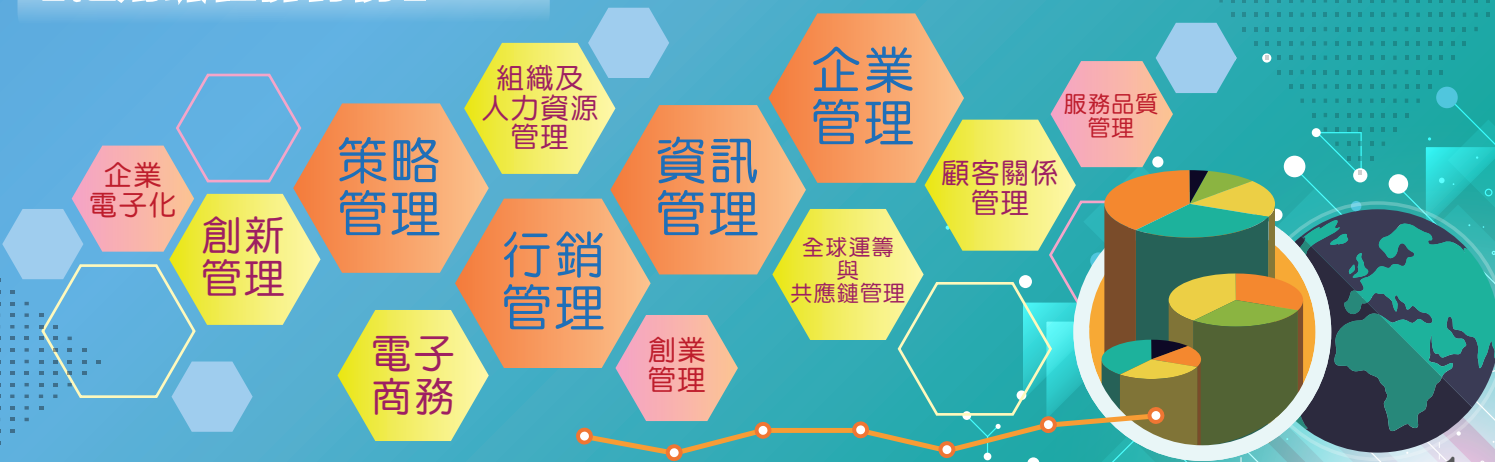 企業
電子化
創新
管理
策略
管理
組織及
人力資源
管理
電子
商務
行銷
管理
資訊
管理
創業
管理
企業
管理
全球運籌
與
共應鏈管理
顧客關係
管理
服務品質
管理